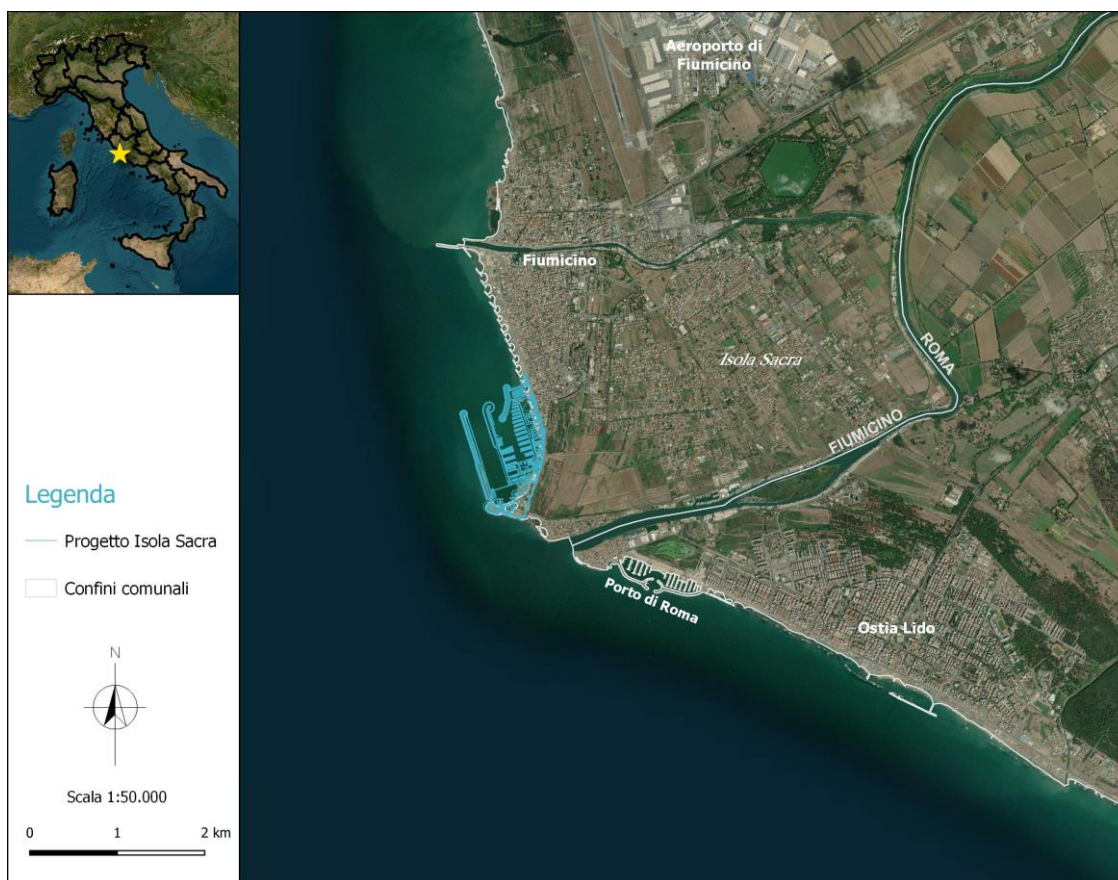 Aeroporto di
Fiumicino
Fiumicino
Isola Sacra
ROMA
FIUMICINO
Porto di Roma
Ostia Lido
Legenda
Progetto Isola Sacra
Confini comunali
N
Scala 1:50.000
0 1 2 km